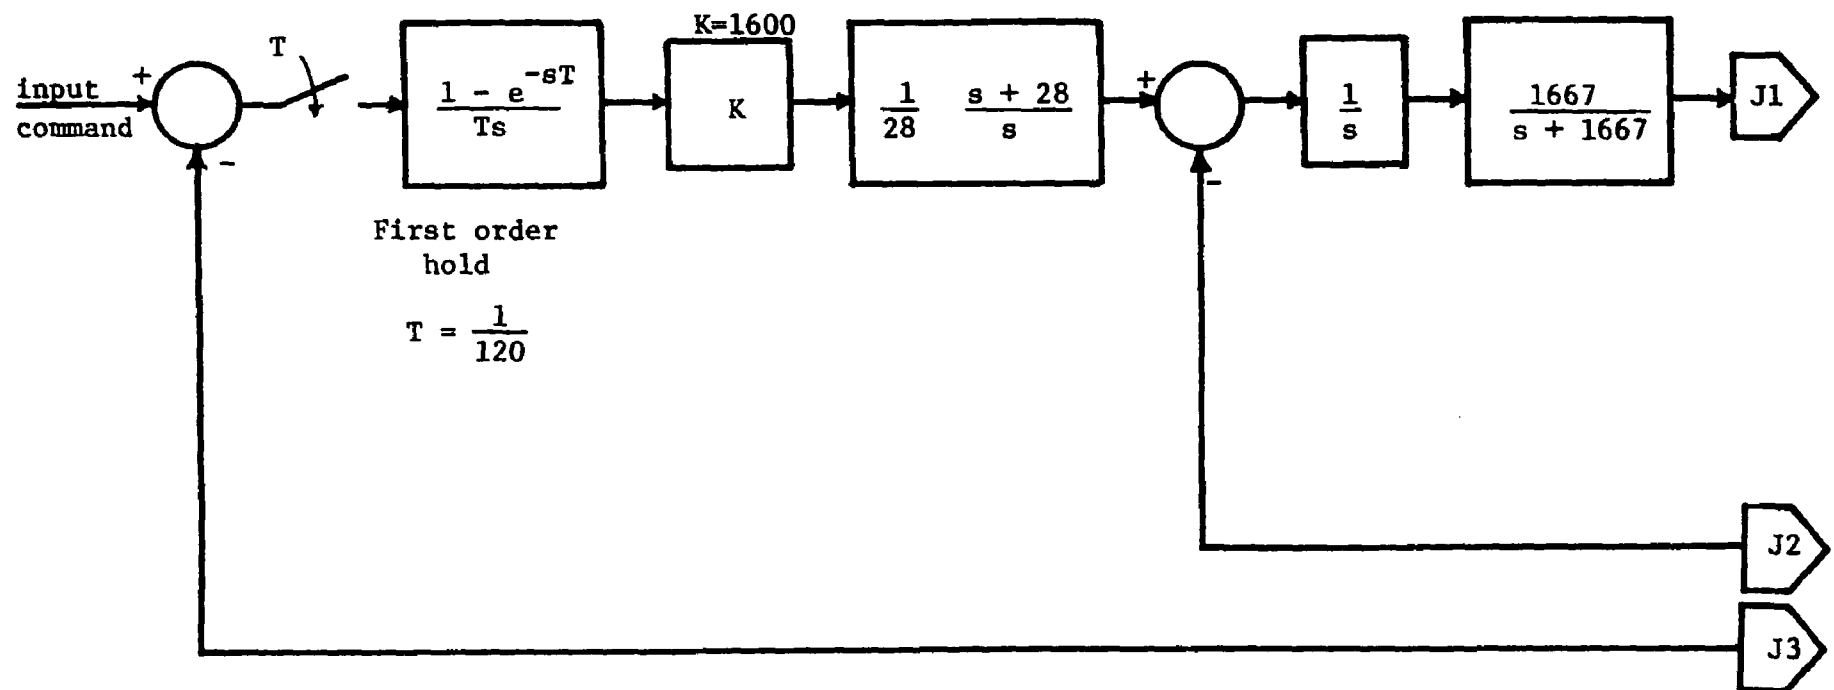 K=1600
T
input
command
+
-
1 - e^-sT
Ts
K
1
28
s + 28
s
+
-
1
s
1667
s + 1667
J1
First order
hold
T = 1
120
J2
J3